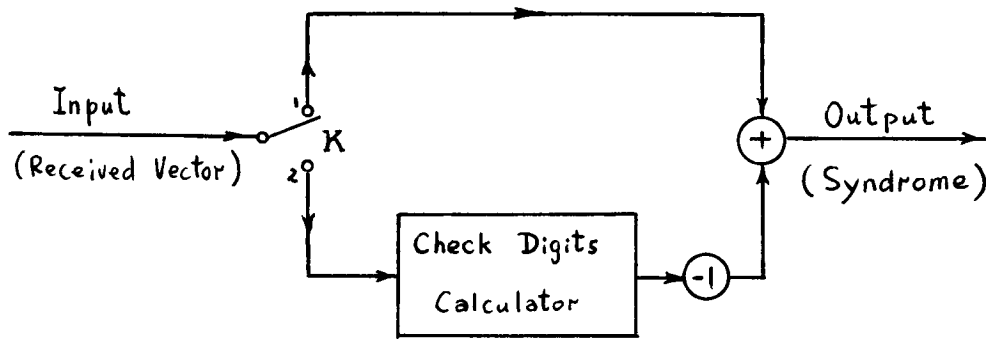 Input
(Received Vector)
1
K
2
Check Digits
Calculator
-1
+
Output
(Syndrome)